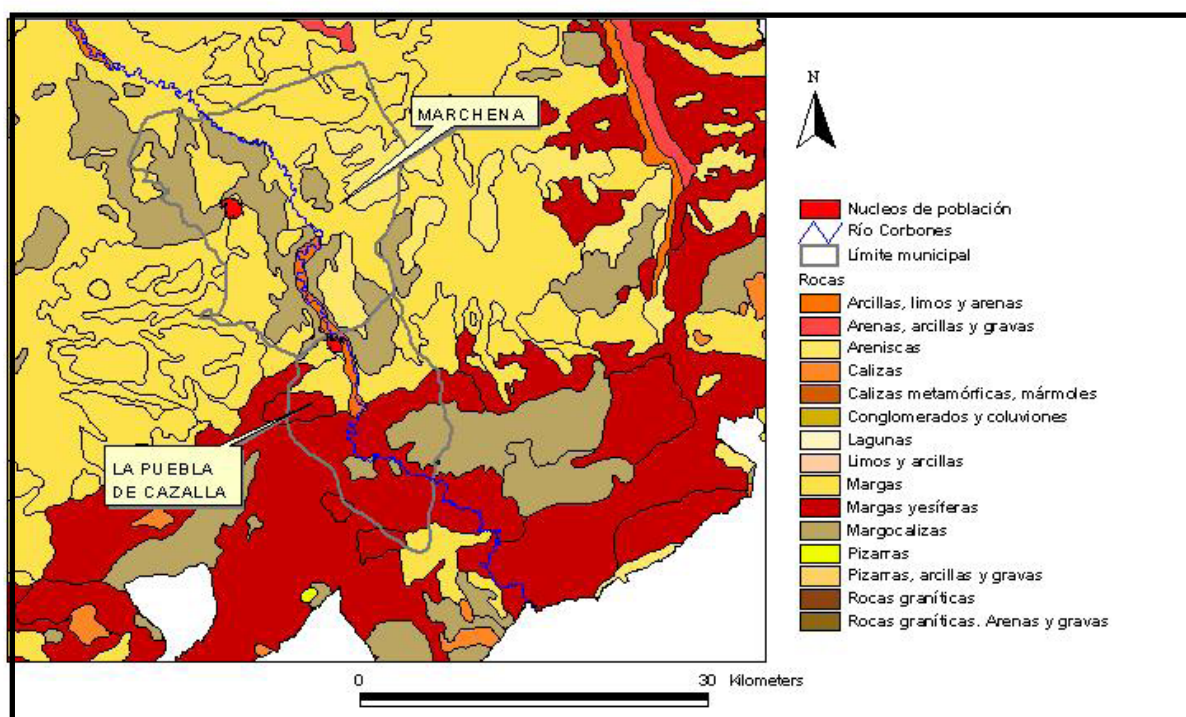 MARCHENA
LA PUEBLA
DE CAZALLA
N
Nucleos de población
Río Corbones
Límite municipal
Rocas
Arcillas, limos y arenas
Arenas, arcillas y gravas
Areniscas
Calizas
Calizas metamórficas, mármoles
Conglomerados y coluviones
Lagunas
Limos y arcillas
Margas
Margas yesíferas
Margocalizas
Pizarras
Pizarras, arcillas y gravas
Rocas graníticas
Rocas graníticas. Arenas y gravas
0 30 Kilometers